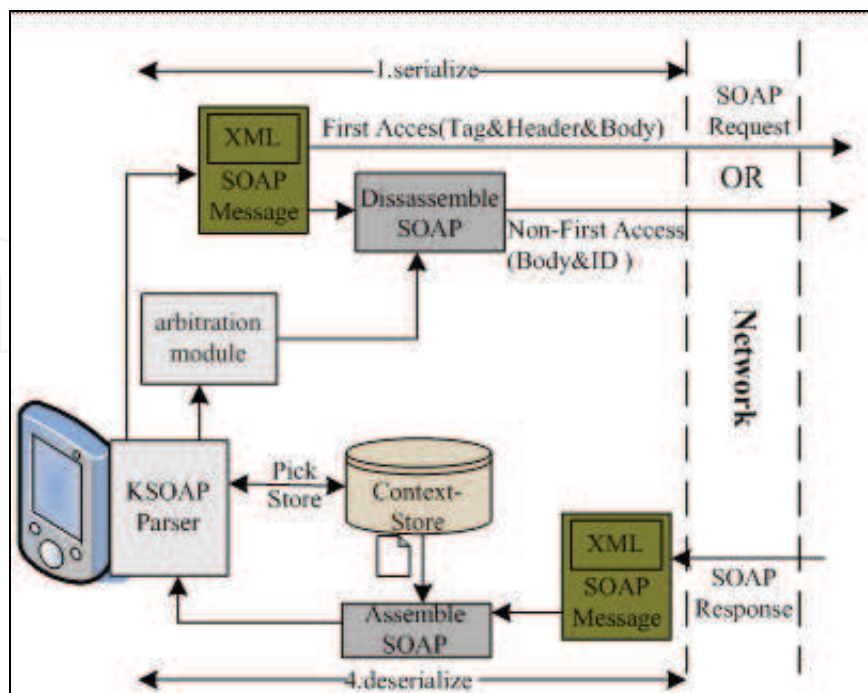 1.serialize
SOAP
Request
First Acces(Tag&Header&Body)
XML
SOAP
Message
OR
Dissassemble
SOAP
Non-First Access
(Body&ID )
arbitration
module
Network
KSOAP
Parser
Pick
Store
Context-
Store
XML
SOAP
Message
SOAP
Response
Assemble
SOAP
4.deserialize